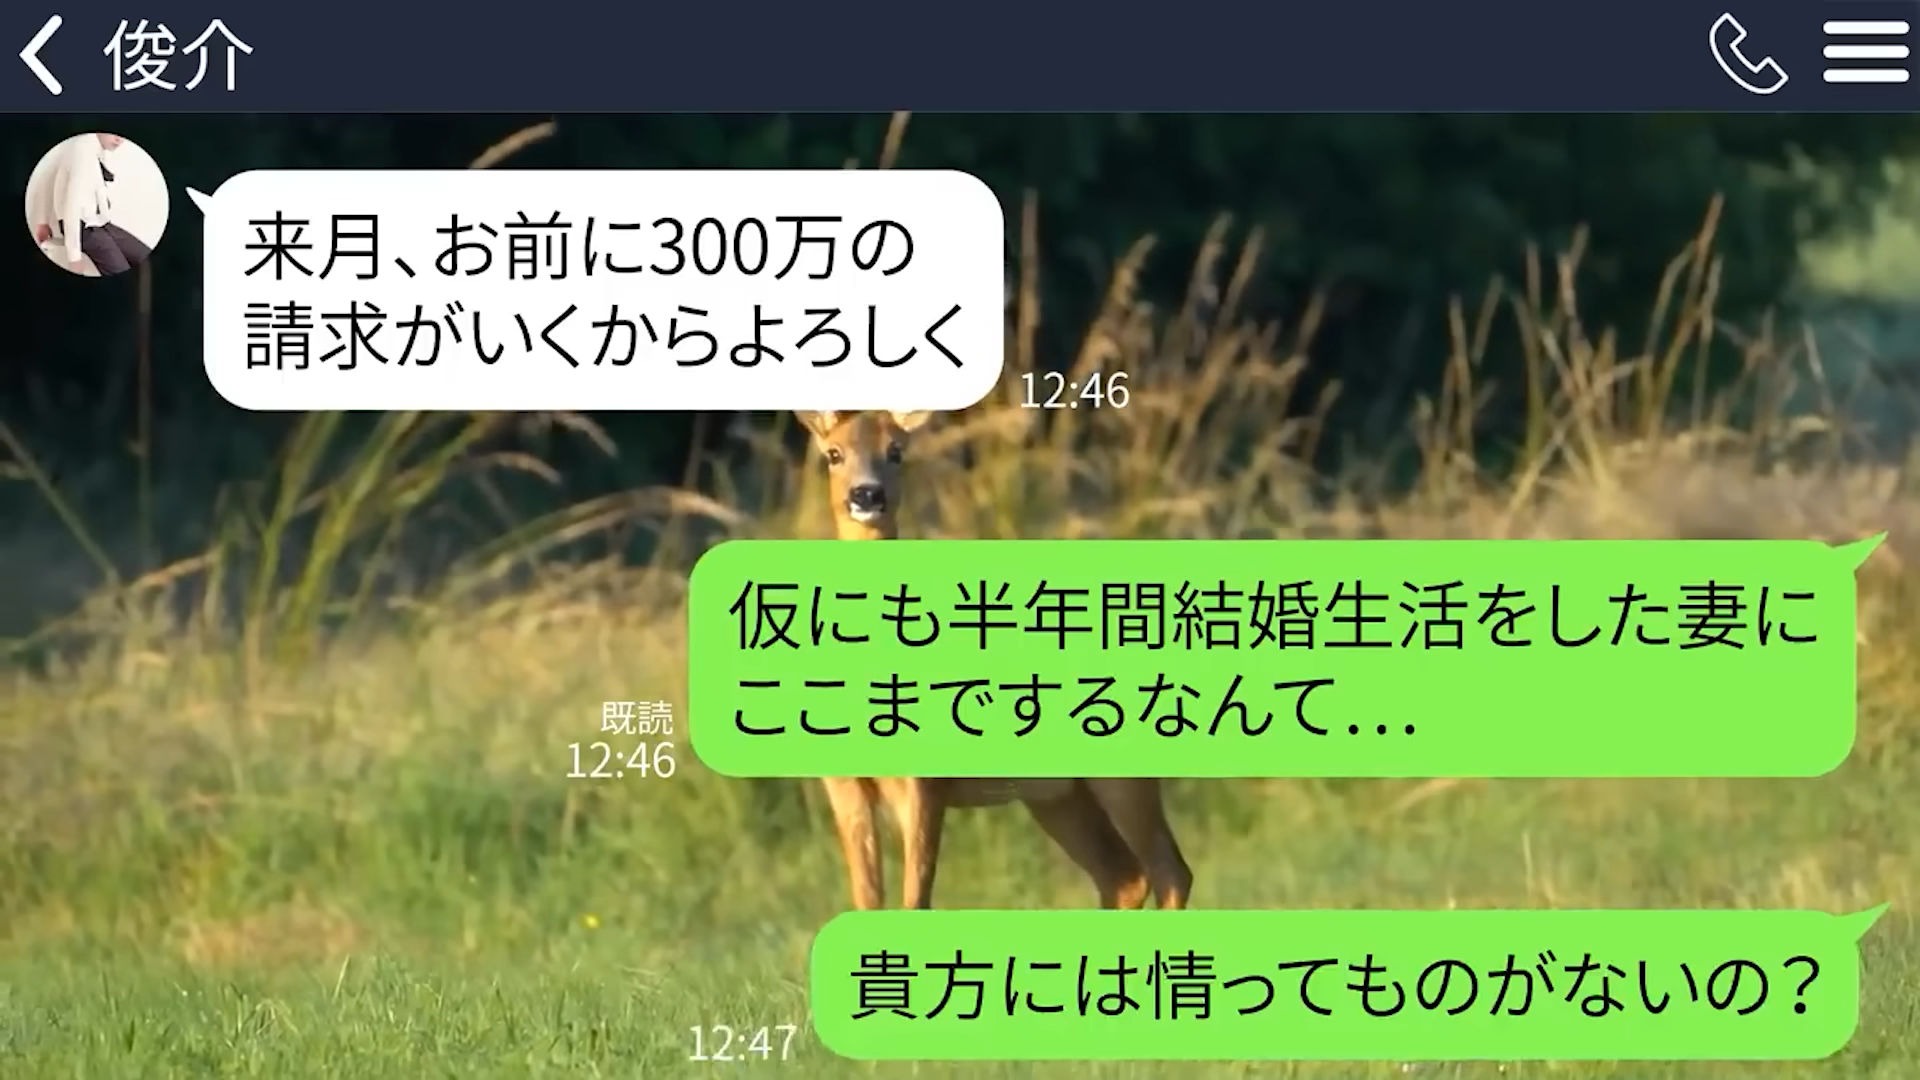 俊介
来月、お前に300万の
請求がいくからよろしく
12:46
仮にも半年間結婚生活をした妻に
ここまでするなんて...
既読
12:46
貴方には情ってものがないの？
12:47